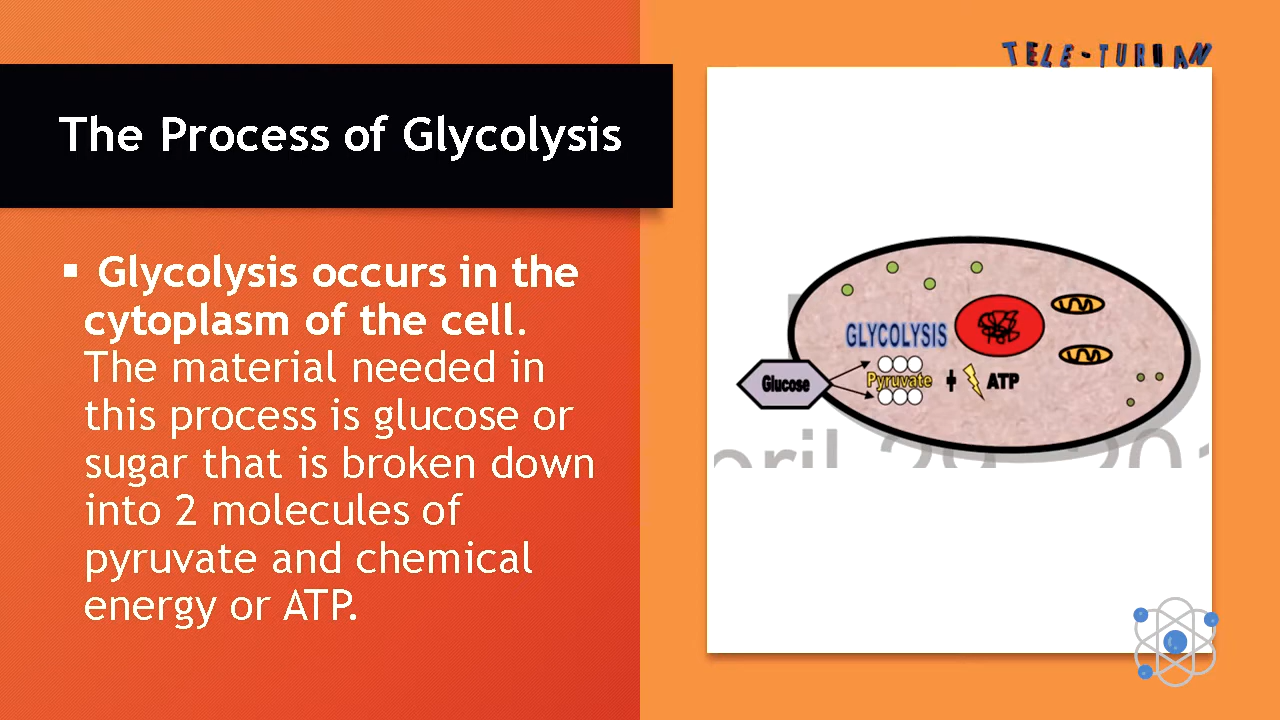 TELE-TURUAN
The Process of Glycolysis
▪ Glycolysis occurs in the
cytoplasm of the cell.
The material needed in
this process is glucose or
sugar that is broken down
into 2 molecules of
pyruvate and chemical
energy or ATP.
GLYCOLYSIS
Glucose
Pyruvate + ATP